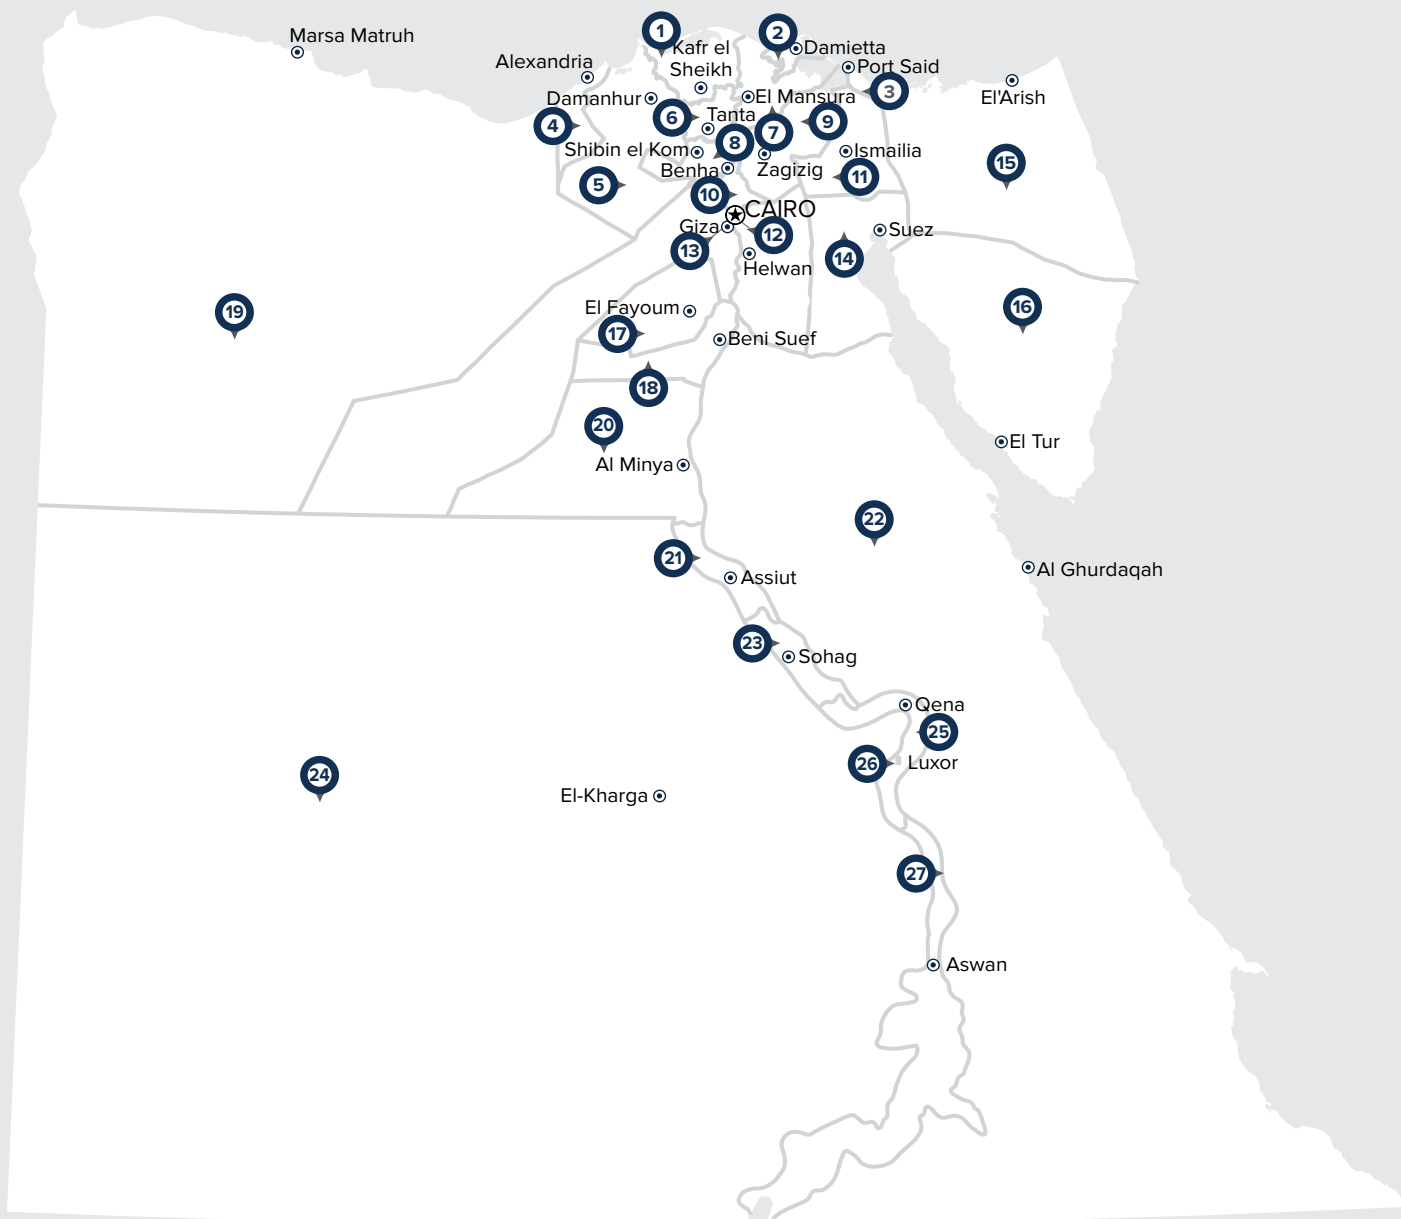 1
2
Marsa Matruh
Kafr el
Sheikh
Damietta
Alexandria
Port Said
3
El'Arish
Damanhur
El Mansura
6
Tanta
9
4
7
8
Shibin el Kom
Ismailia
15
Benha
Zagizig
5
11
10
CAIRO
Giza
12
Suez
13
14
Helwan
19
El Fayoum
16
17
Beni Suef
18
20
El Tur
Al Minya
22
21
Assiut
Al Ghurdaqah
23
Sohag
Qena
25
26
Luxor
24
El-Kharga
27
Aswan